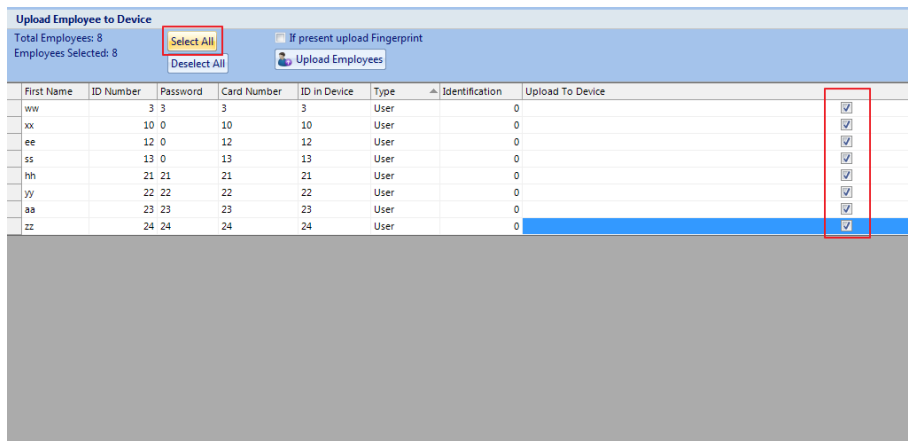 Upload Employee to Device
Total Employees: 8
Employees Selected: 8
Select All
Deselect All
If present upload Fingerprint
Upload Employees
First Name ID Number Password Card Number ID in Device Type Identification Upload To Device
ww 3 3 3 3 User 0
xx 10 0 10 10 User 0
ee 12 0 12 12 User 0
ss 13 0 13 13 User 0
hh 21 21 21 21 User 0
yy 22 22 22 22 User 0
aa 23 23 23 23 User 0
zz 24 24 24 24 User 0